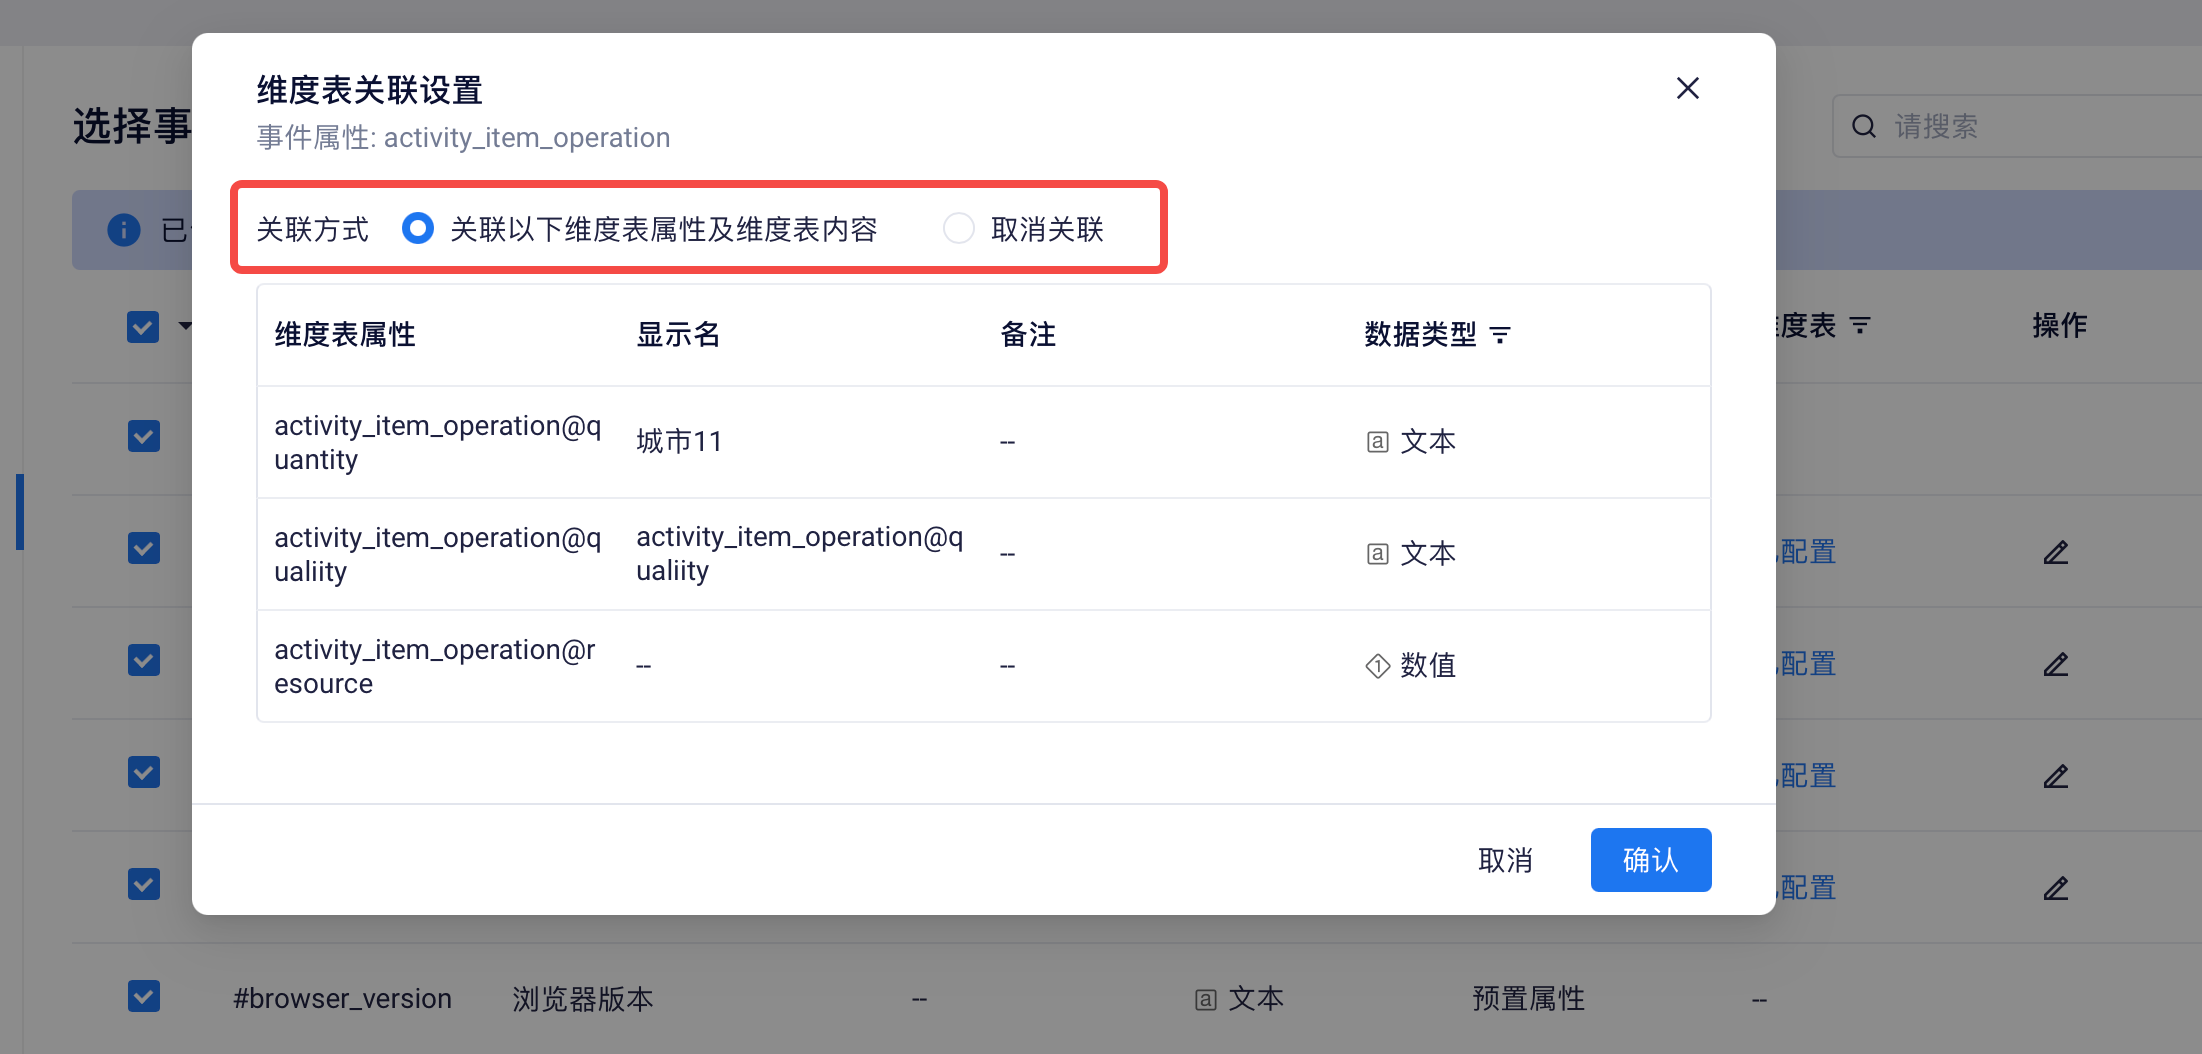 维度表关联设置
事件属性: activity_item_operation
选择事
请搜索
关联方式 关联以下维度表属性及维度表内容 取消关联
已
维度表属性 显示名 备注 数据类型
度表 操作
activity_item_operation@q
uantity
城市11 -- a 文本
activity_item_operation@q
ualiity
activity_item_operation@q
ualiity
-- a 文本
配置
activity_item_operation@r
esource
-- -- 1 数值
配置
配置
取消 确认
配置
#browser_version 浏览器版本 -- a 文本 预置属性 --